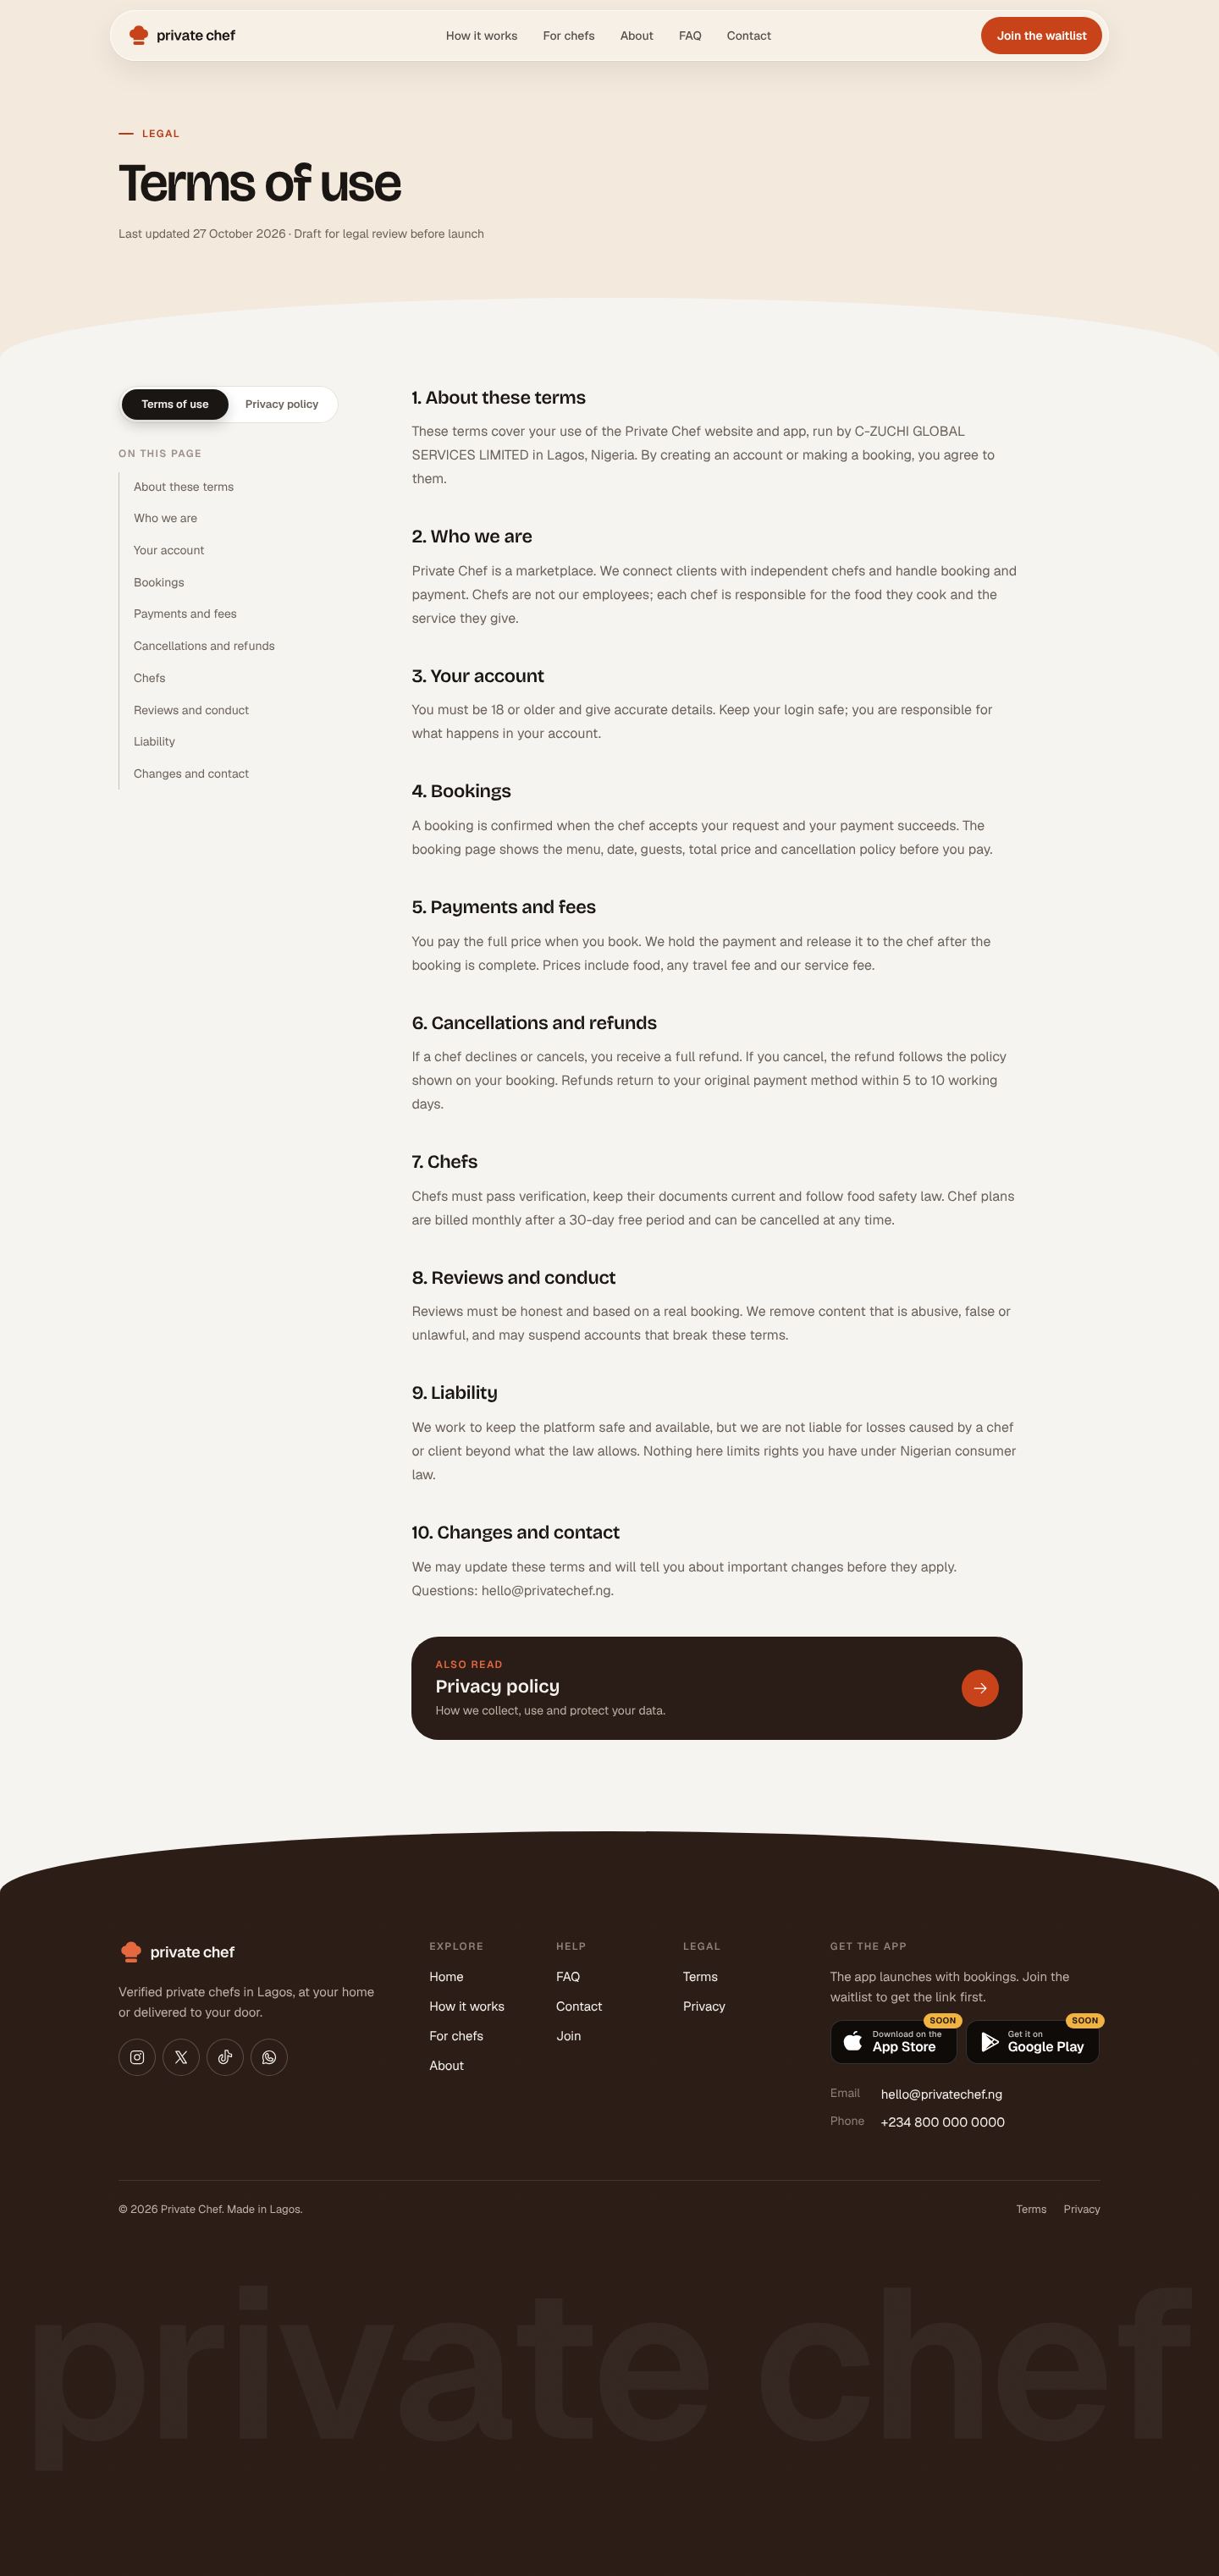 private chef
How it works
For chefs
About
FAQ
Contact
Join the waitlist
LEGAL
Terms of use
Last updated 27 October 2026 · Draft for legal review before launch
Terms of use
Privacy policy
ON THIS PAGE
About these terms
Who we are
Your account
Bookings
Payments and fees
Cancellations and refunds
Chefs
Reviews and conduct
Liability
Changes and contact
1. About these terms
These terms cover your use of the Private Chef website and app, run by C-ZUCHI GLOBAL
SERVICES LIMITED in Lagos, Nigeria. By creating an account or making a booking, you agree to
them.
2. Who we are
Private Chef is a marketplace. We connect clients with independent chefs and handle booking and
payment. Chefs are not our employees; each chef is responsible for the food they cook and the
service they give.
3. Your account
You must be 18 or older and give accurate details. Keep your login safe; you are responsible for
what happens in your account.
4. Bookings
A booking is confirmed when the chef accepts your request and your payment succeeds. The
booking page shows the menu, date, guests, total price and cancellation policy before you pay.
5. Payments and fees
You pay the full price when you book. We hold the payment and release it to the chef after the
booking is complete. Prices include food, any travel fee and our service fee.
6. Cancellations and refunds
If a chef declines or cancels, you receive a full refund. If you cancel, the refund follows the policy
shown on your booking. Refunds return to your original payment method within 5 to 10 working
days.
7. Chefs
Chefs must pass verification, keep their documents current and follow food safety law. Chef plans
are billed monthly after a 30-day free period and can be cancelled at any time.
8. Reviews and conduct
Reviews must be honest and based on a real booking. We remove content that is abusive, false or
unlawful, and may suspend accounts that break these terms.
9. Liability
We work to keep the platform safe and available, but we are not liable for losses caused by a chef
or client beyond what the law allows. Nothing here limits rights you have under Nigerian consumer
law.
10. Changes and contact
We may update these terms and will tell you about important changes before they apply.
Questions: hello@privatechef.ng.
ALSO READ
Privacy policy
How we collect, use and protect your data.
private chef
Verified private chefs in Lagos, at your home
or delivered to your door.
EXPLORE
Home
How it works
For chefs
About
HELP
FAQ
Contact
Join
LEGAL
Terms
Privacy
GET THE APP
The app launches with bookings. Join the
waitlist to get the link first.
SOON
Download on the
App Store
SOON
Get it on
Google Play
Email hello@privatechef.ng
Phone +234 800 000 0000
© 2026 Private Chef. Made in Lagos.
Terms
Privacy
private chef